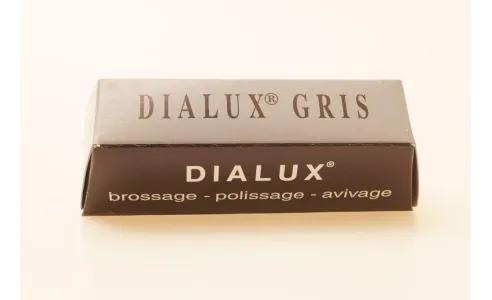 DIALUX® GRIS
DIALUX®
brossage - polissage - avivage